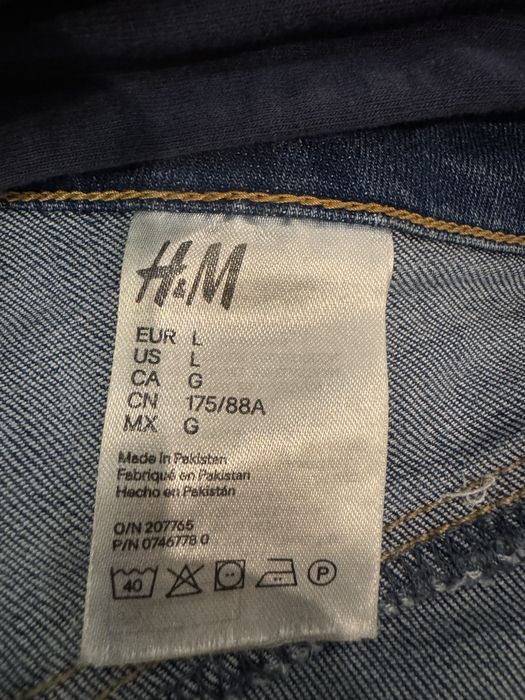 H&M
EUR L
US L
CA G
CN 175/88A
MX G
Made in Pakistan
Fabriqué en Pakistan
Hecho en Pakistán
O/N 207765
P/N 0746778 0
40
P